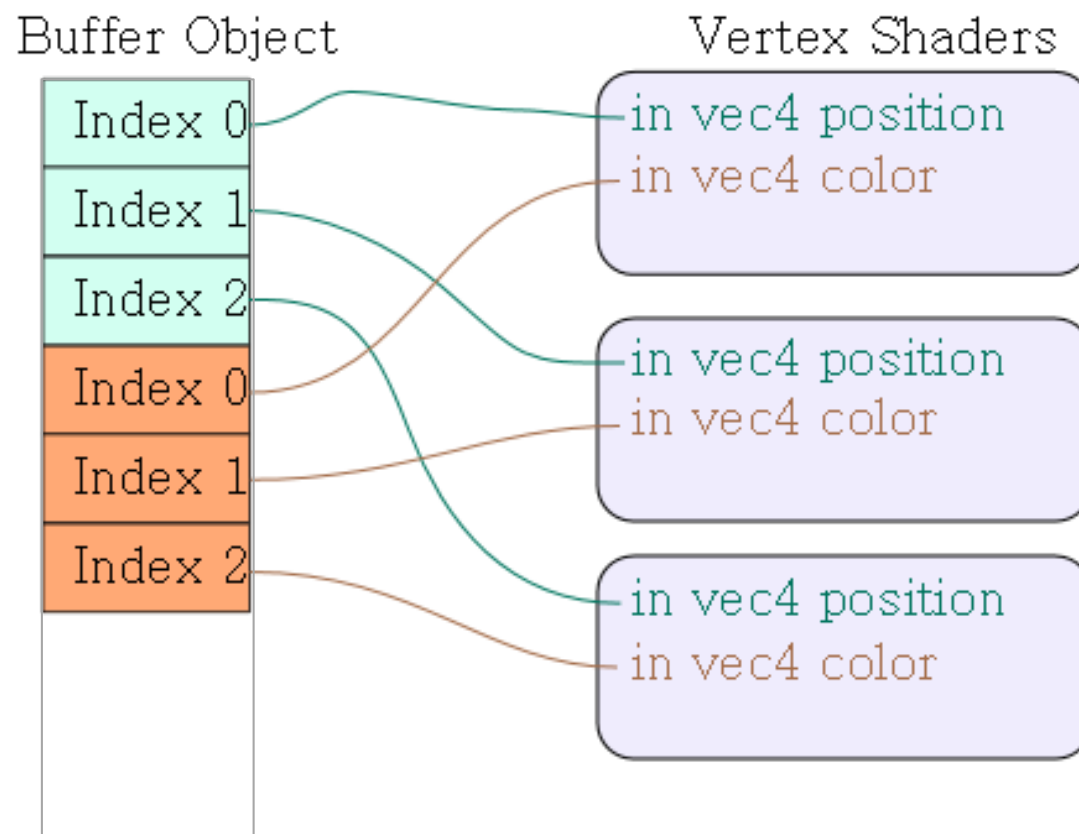 Buffer Object
Index 0
Index 1
Index 2
Index 0
Index 1
Index 2
Vertex Shaders
in vec4 position
in vec4 color
in vec4 position
in vec4 color
in vec4 position
in vec4 color